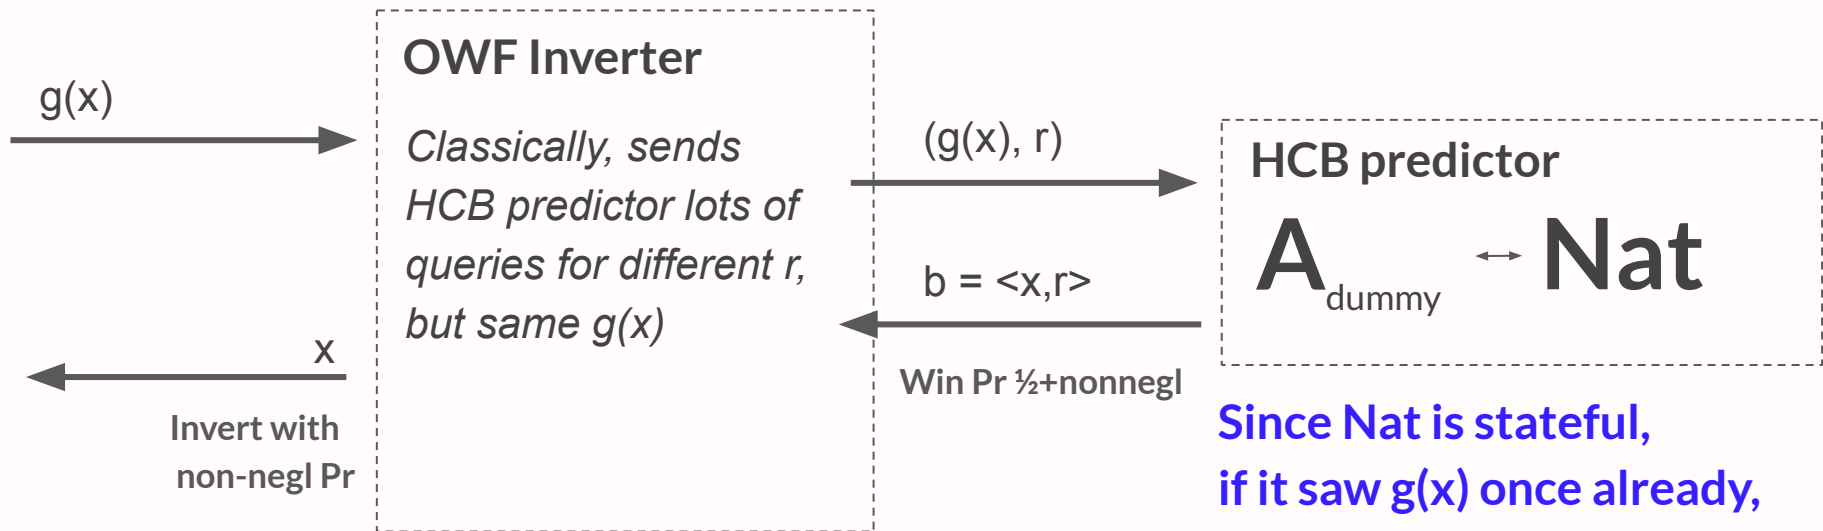 g(x)
OWF Inverter
Classically, sends
HCB predictor lots of
queries for different r,
but same g(x)
x
Invert with
non-negl Pr
(g(x), r)
b = <x,r>
Win Pr ½+nonnegl
HCB predictor
A dummy ↔ Nat
Since Nat is stateful,
if it saw g(x) once already,